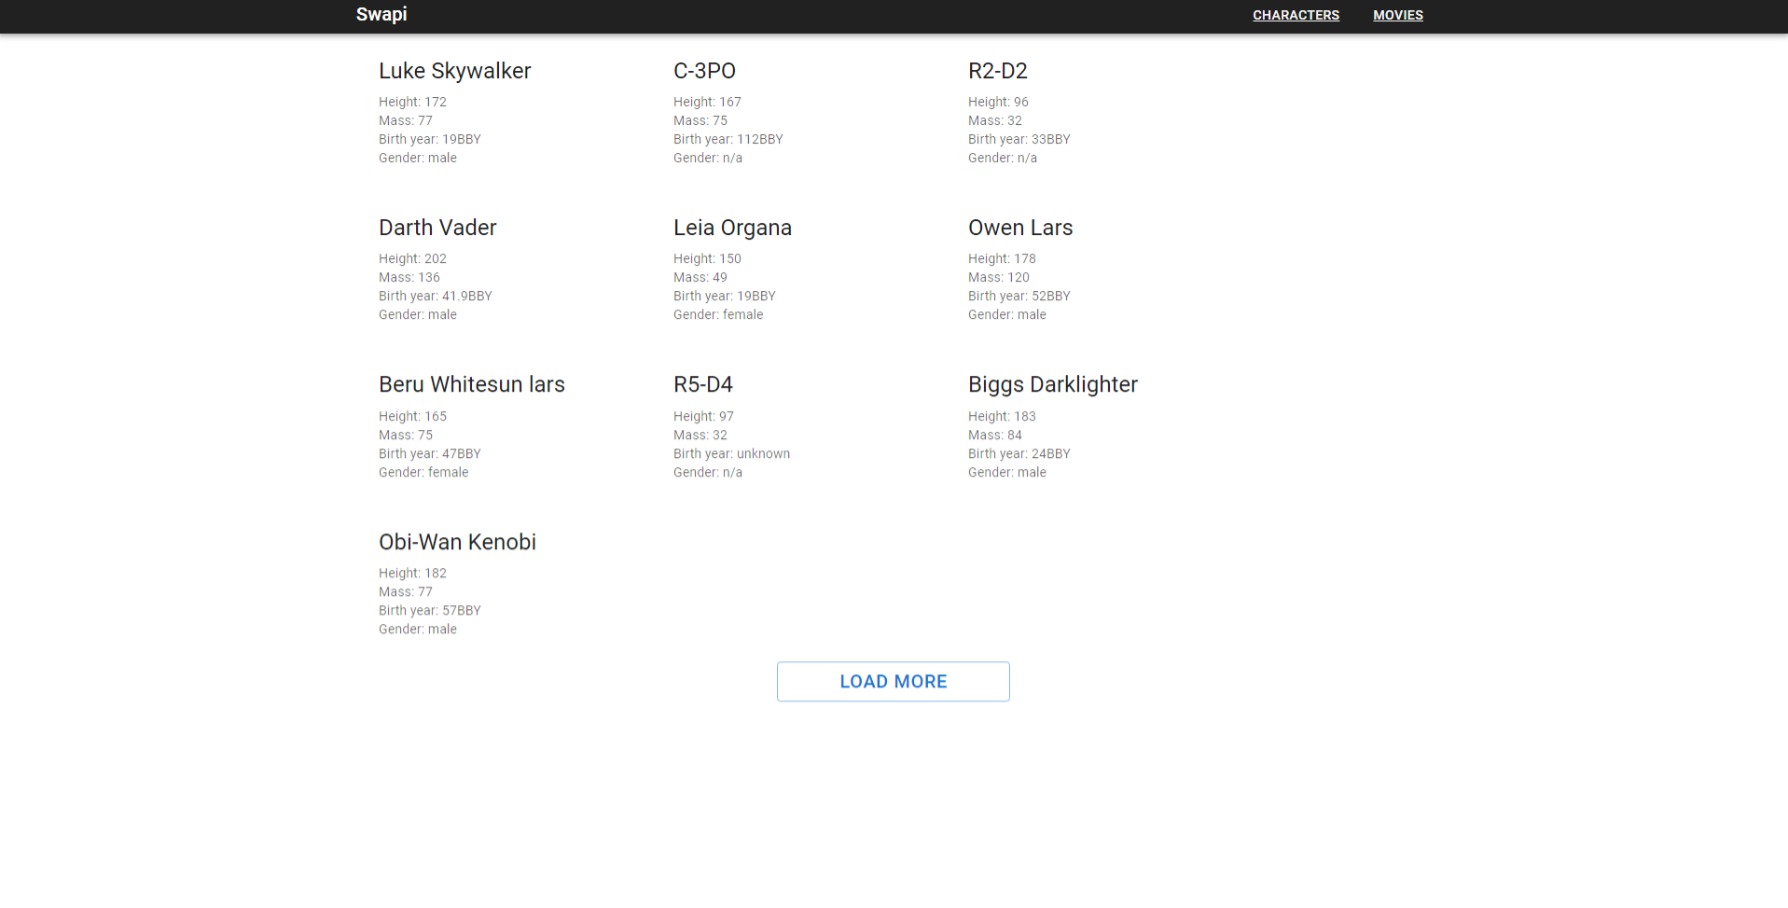 Swapi
CHARACTERS
MOVIES
Luke Skywalker
Height: 172
Mass: 77
Birth year: 19BBY
Gender: male
C-3PO
Height: 167
Mass: 75
Birth year: 112BBY
Gender: n/a
R2-D2
Height: 96
Mass: 32
Birth year: 33BBY
Gender: n/a
Darth Vader
Height: 202
Mass: 136
Birth year: 41.9BBY
Gender: male
Leia Organa
Height: 150
Mass: 49
Birth year: 19BBY
Gender: female
Owen Lars
Height: 178
Mass: 120
Birth year: 52BBY
Gender: male
Beru Whitesun lars
Height: 165
Mass: 75
Birth year: 47BBY
Gender: female
R5-D4
Height: 97
Mass: 32
Birth year: unknown
Gender: n/a
Biggs Darklighter
Height: 183
Mass: 84
Birth year: 24BBY
Gender: male
Obi-Wan Kenobi
Height: 182
Mass: 77
Birth year: 57BBY
Gender: male
LOAD MORE